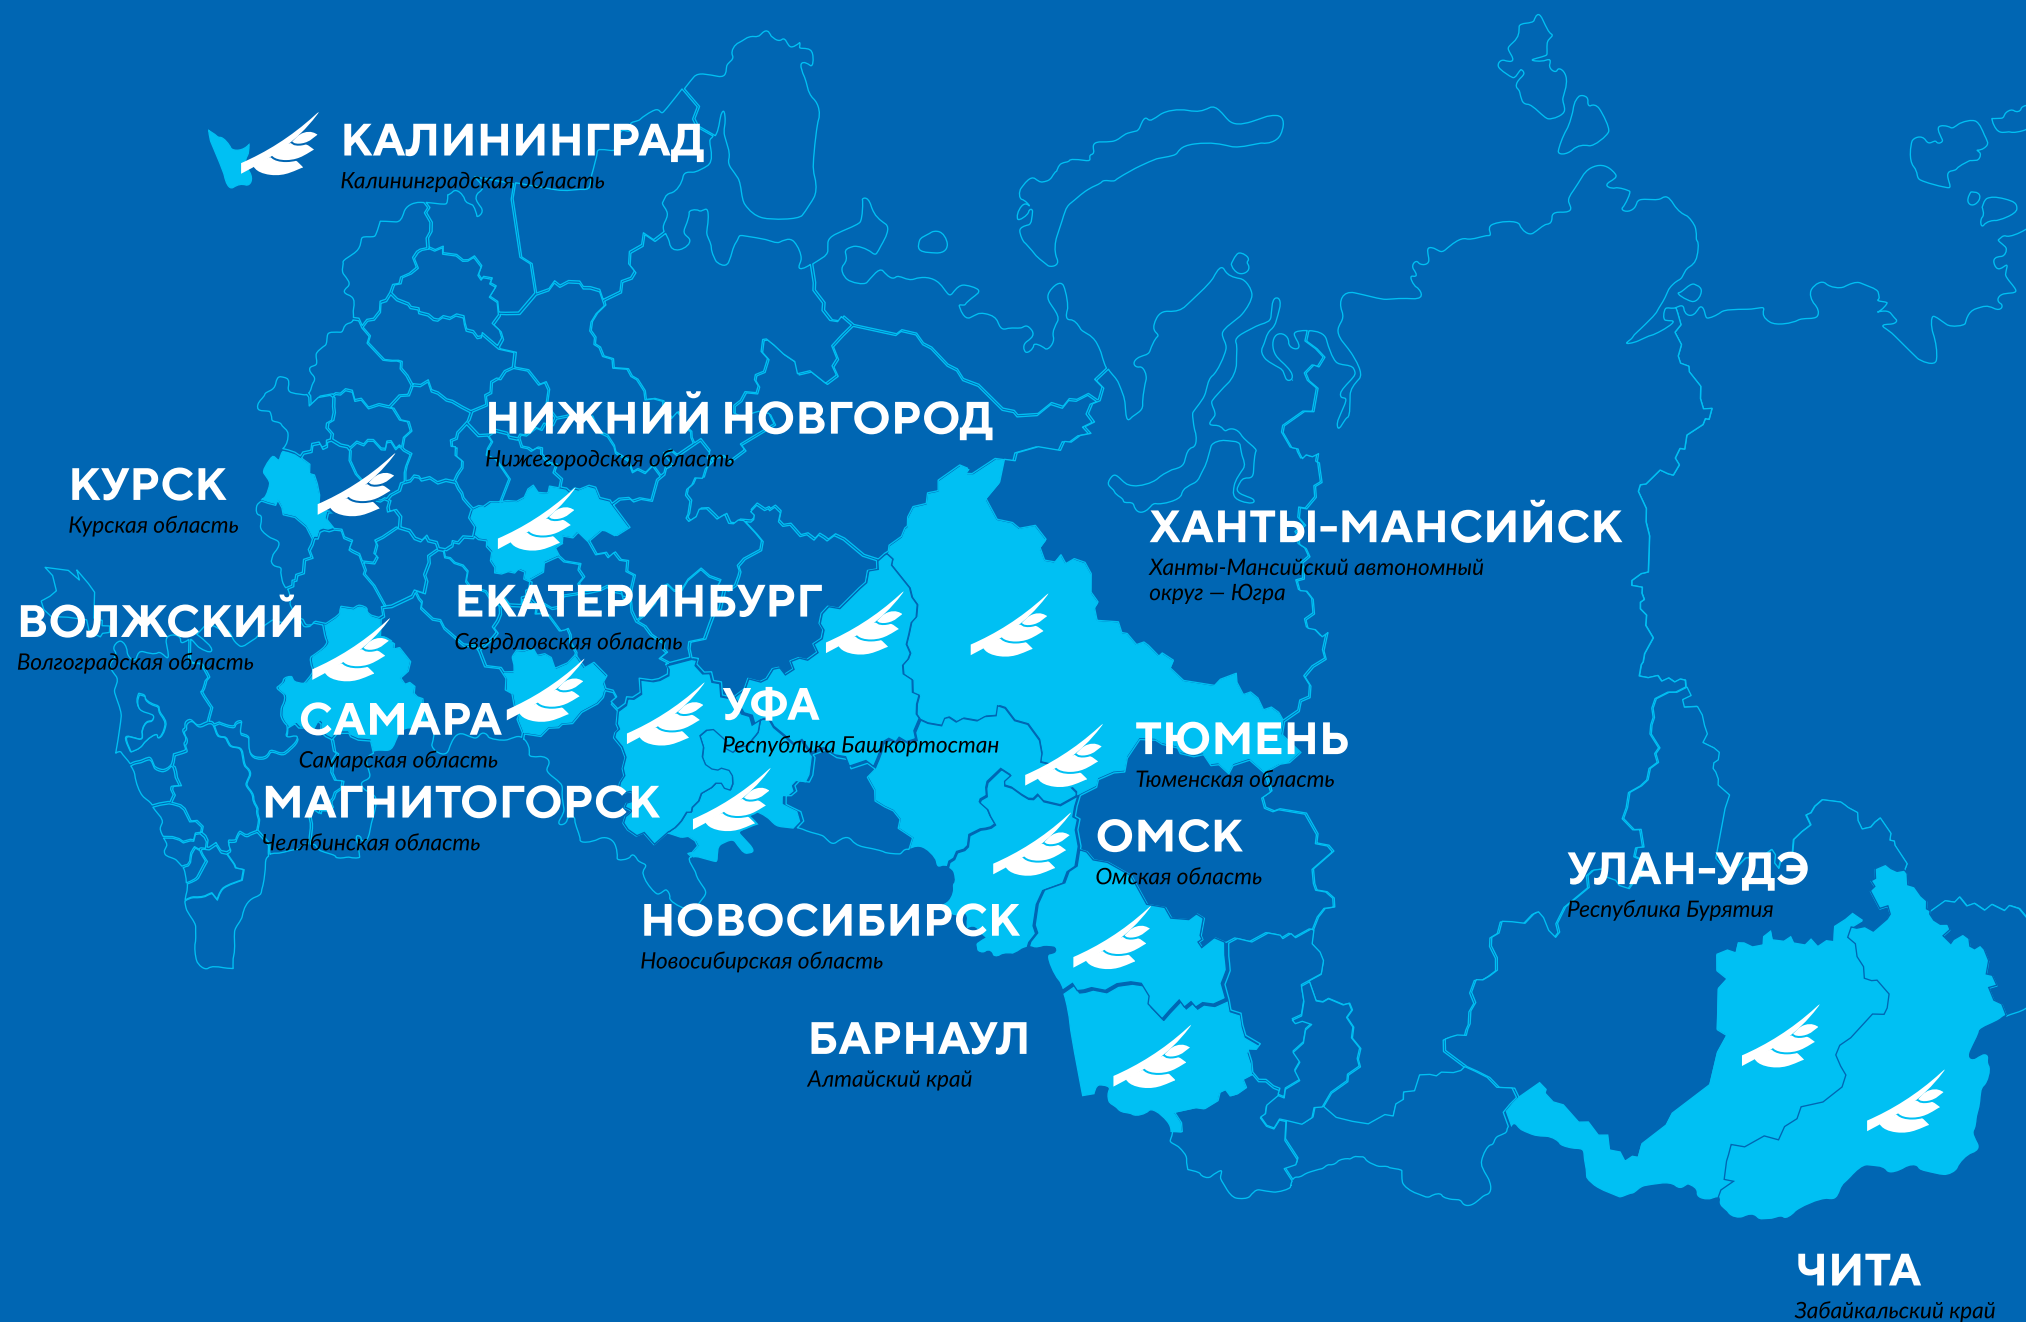 КАЛИНИНГРАД
Калининградская область
НИЖНИЙ НОВГОРОД
Нижегородская область
КУРСК
Курская область
ХАНТЫ-МАНСИЙСК
Ханты-Мансийский автономный
округ — Югра
ВОЛЖСКИЙ
Волгоградская область
ЕКАТЕРИНБУРГ
Свердловская область
САМАРА
Самарская область
УФА
Республика Башкортостан
ТЮМЕНЬ
Тюменская область
МАГНИТОГОРСК
Челябинская область
ОМСК
Омская область
УЛАН-УДЭ
Республика Бурятия
НОВОСИБИРСК
Новосибирская область
БАРНАУЛ
Алтайский край
ЧИТА
Забайкальский край